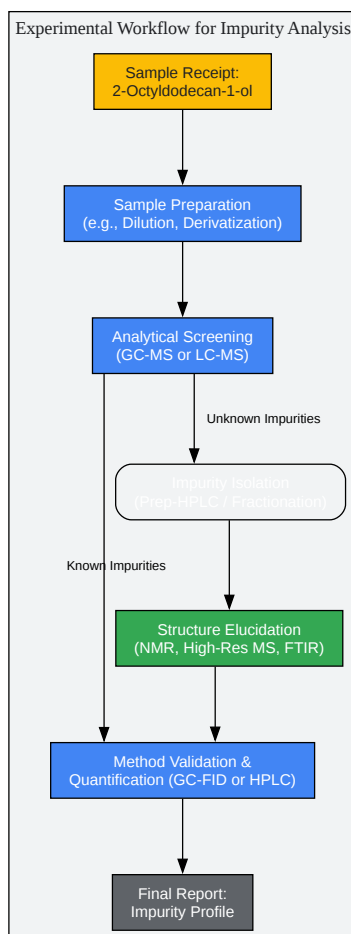 Experimental Workflow for Impurity Analysis
Sample Receipt:
2-Octyldodecan-1-ol
Sample Preparation
(e.g., Dilution, Derivatization)
Analytical Screening
(GC-MS or LC-MS)
Unknown Impurities
Impurity Isolation
(Prep-HPLC / Fractionation)
Known Impurities
Structure Elucidation
(NMR, High-Res MS, FTIR)
Method Validation &
Quantification (GC-FID or HPLC)
Final Report:
Impurity Profile